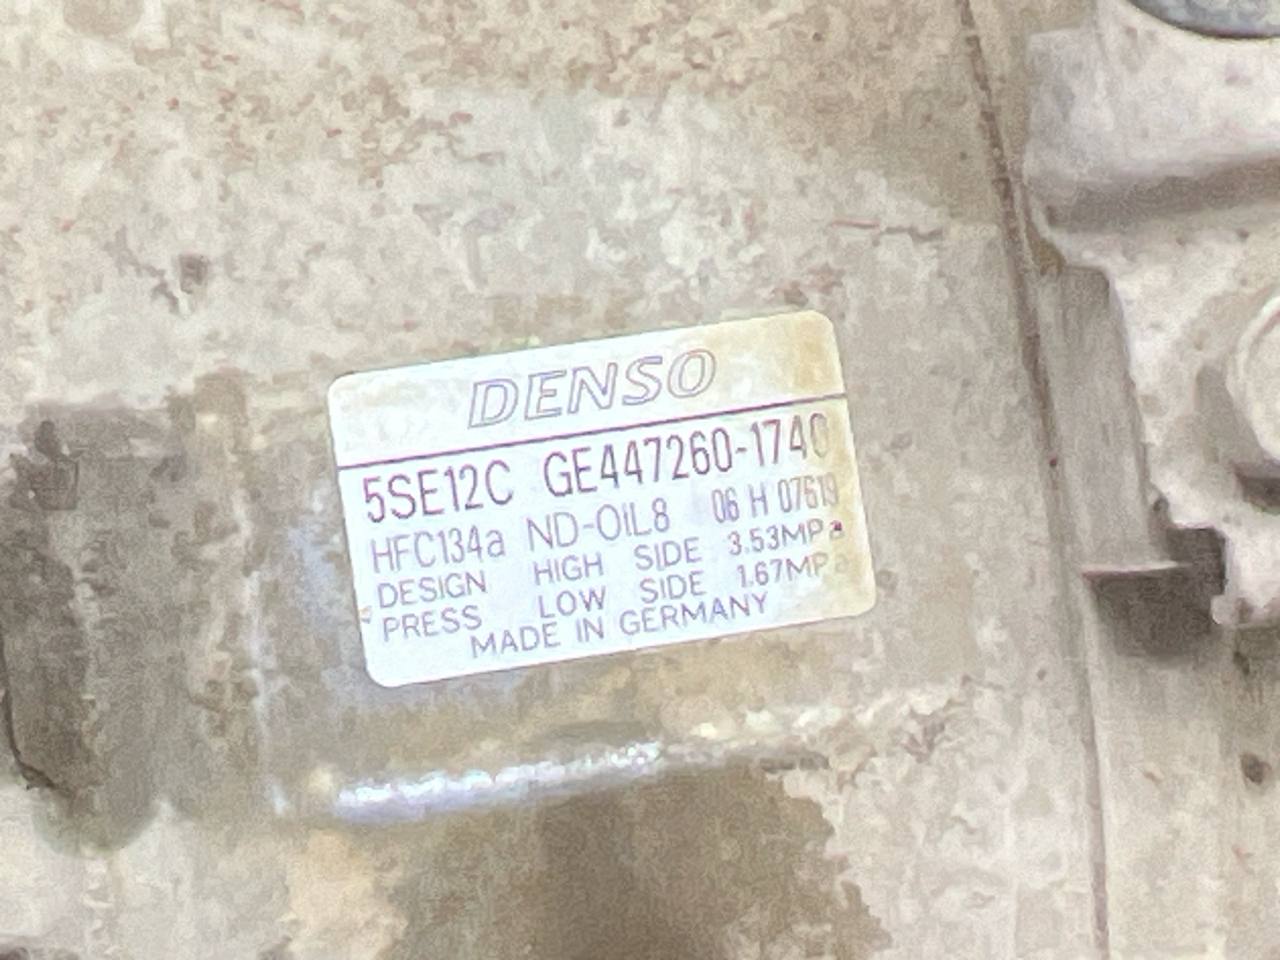 DENSO
5SE12C GE447260-1740
HFC134a ND-OIL8 06 H 07619
DESIGN HIGH SIDE 3.53MPa
PRESS LOW SIDE 1.67MPa
MADE IN GERMANY